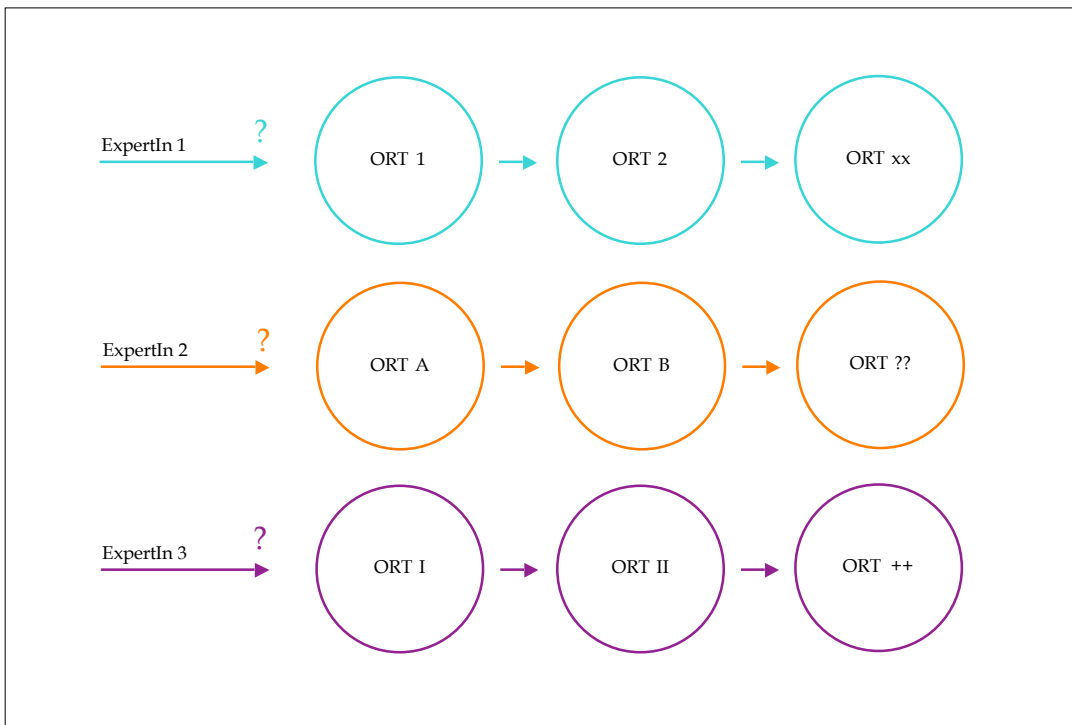 ?
ExpertIn 1
ORT 1
ORT 2
ORT xx
?
ExpertIn 2
ORT A
ORT B
ORT ??
?
ExpertIn 3
ORT I
ORT II
ORT ++